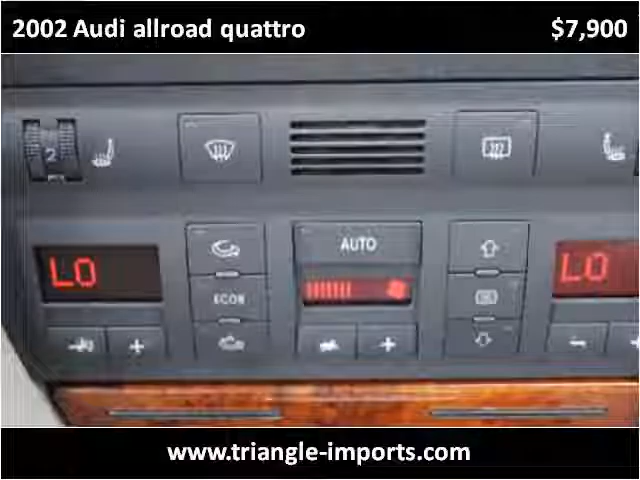 2002 Audi allroad quattro $7,900
2
AUTO
LO
ECON
LO
www.triangle-imports.com